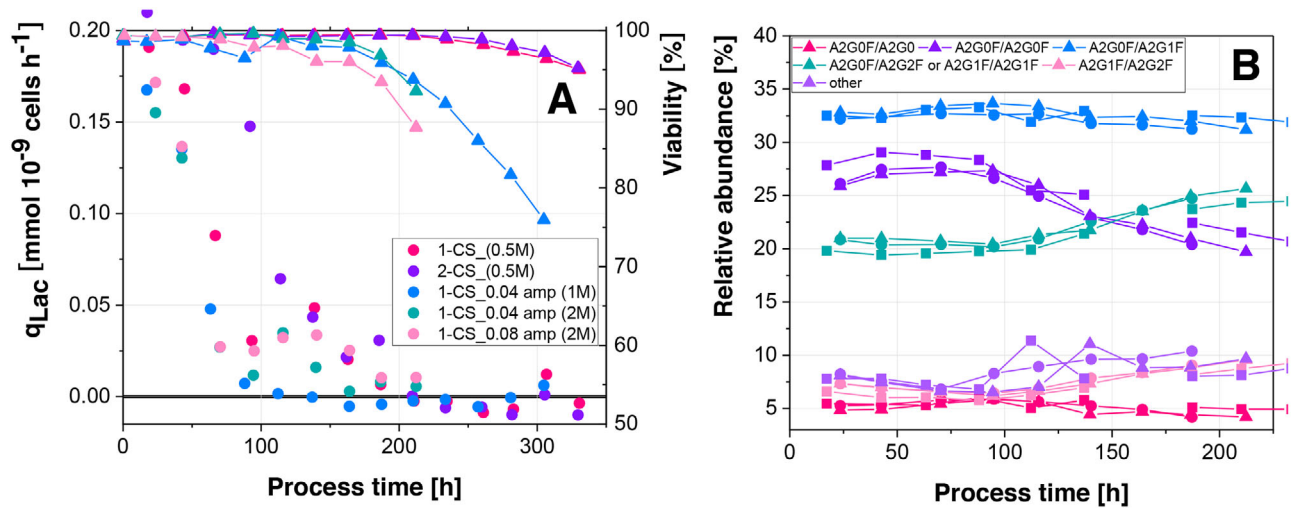 0.20
0.15
0.10
0.05
0.00
qLac [mmol 10-9 cells h-1]
100
90
80
70
60
50
Viability [%]
A
1-CS_(0.5M)
2-CS_(0.5M)
1-CS_0.04 amp (1M)
1-CS_0.04 amp (2M)
1-CS_0.08 amp (2M)
0 100 200 300
Process time [h]
40
35
30
25
20
15
10
5
Relative abundance [%]
A2G0F/A2G0 A2G0F/A2G0F A2G0F/A2G1F
A2G0F/A2G2F or A2G1F/A2G1F A2G1F/A2G2F
other
B
0 50 100 150 200
Process time [h]